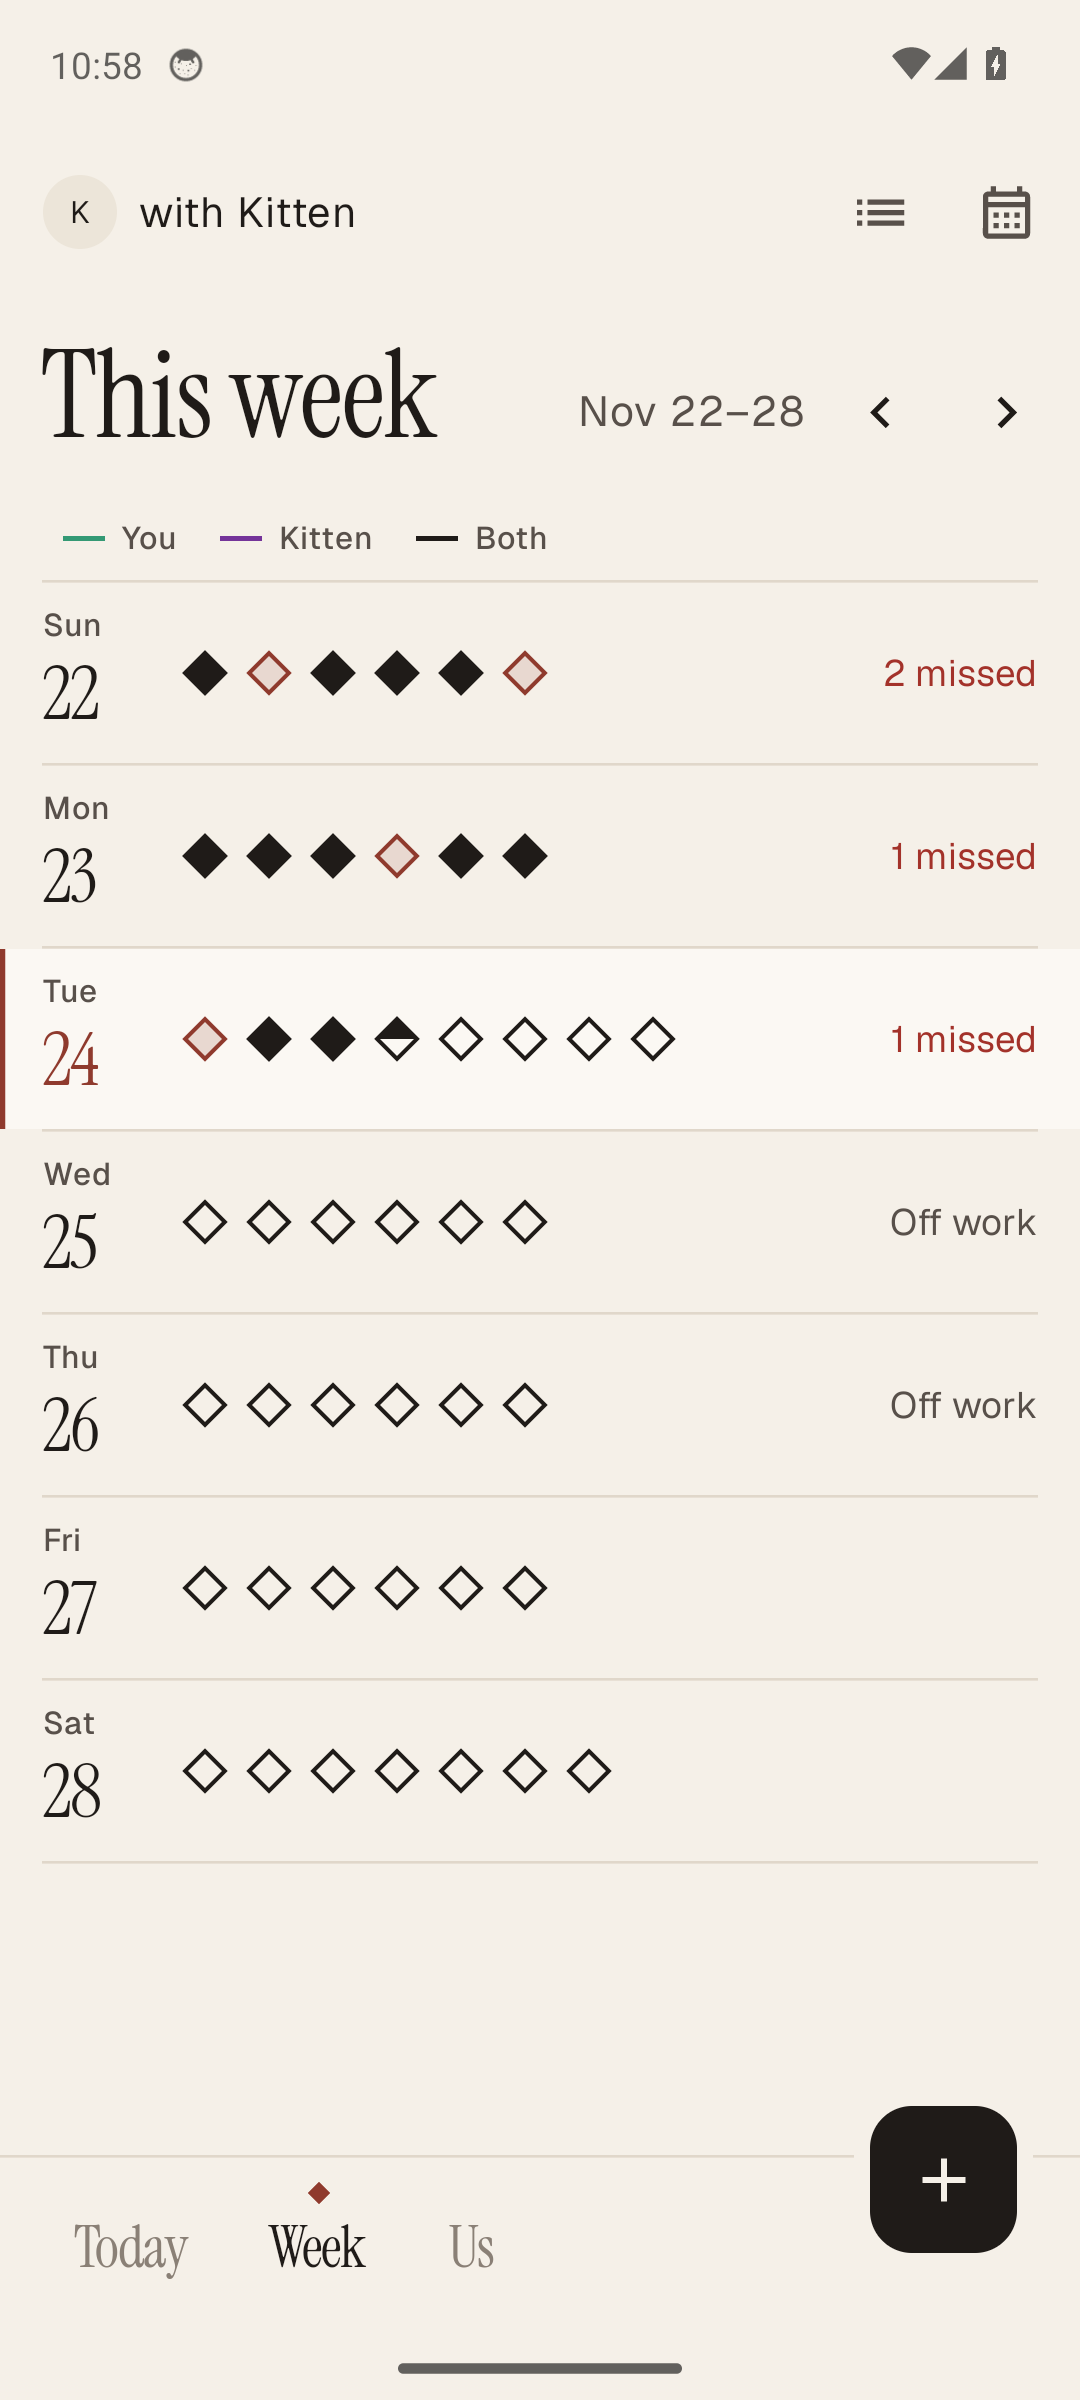 10:58
K with Kitten
This week Nov 22–28
You Kitten Both
Sun
22 2 missed
Mon
23 1 missed
Tue
24 1 missed
Wed
25 Off work
Thu
26 Off work
Fri
27
Sat
28
Today Week Us